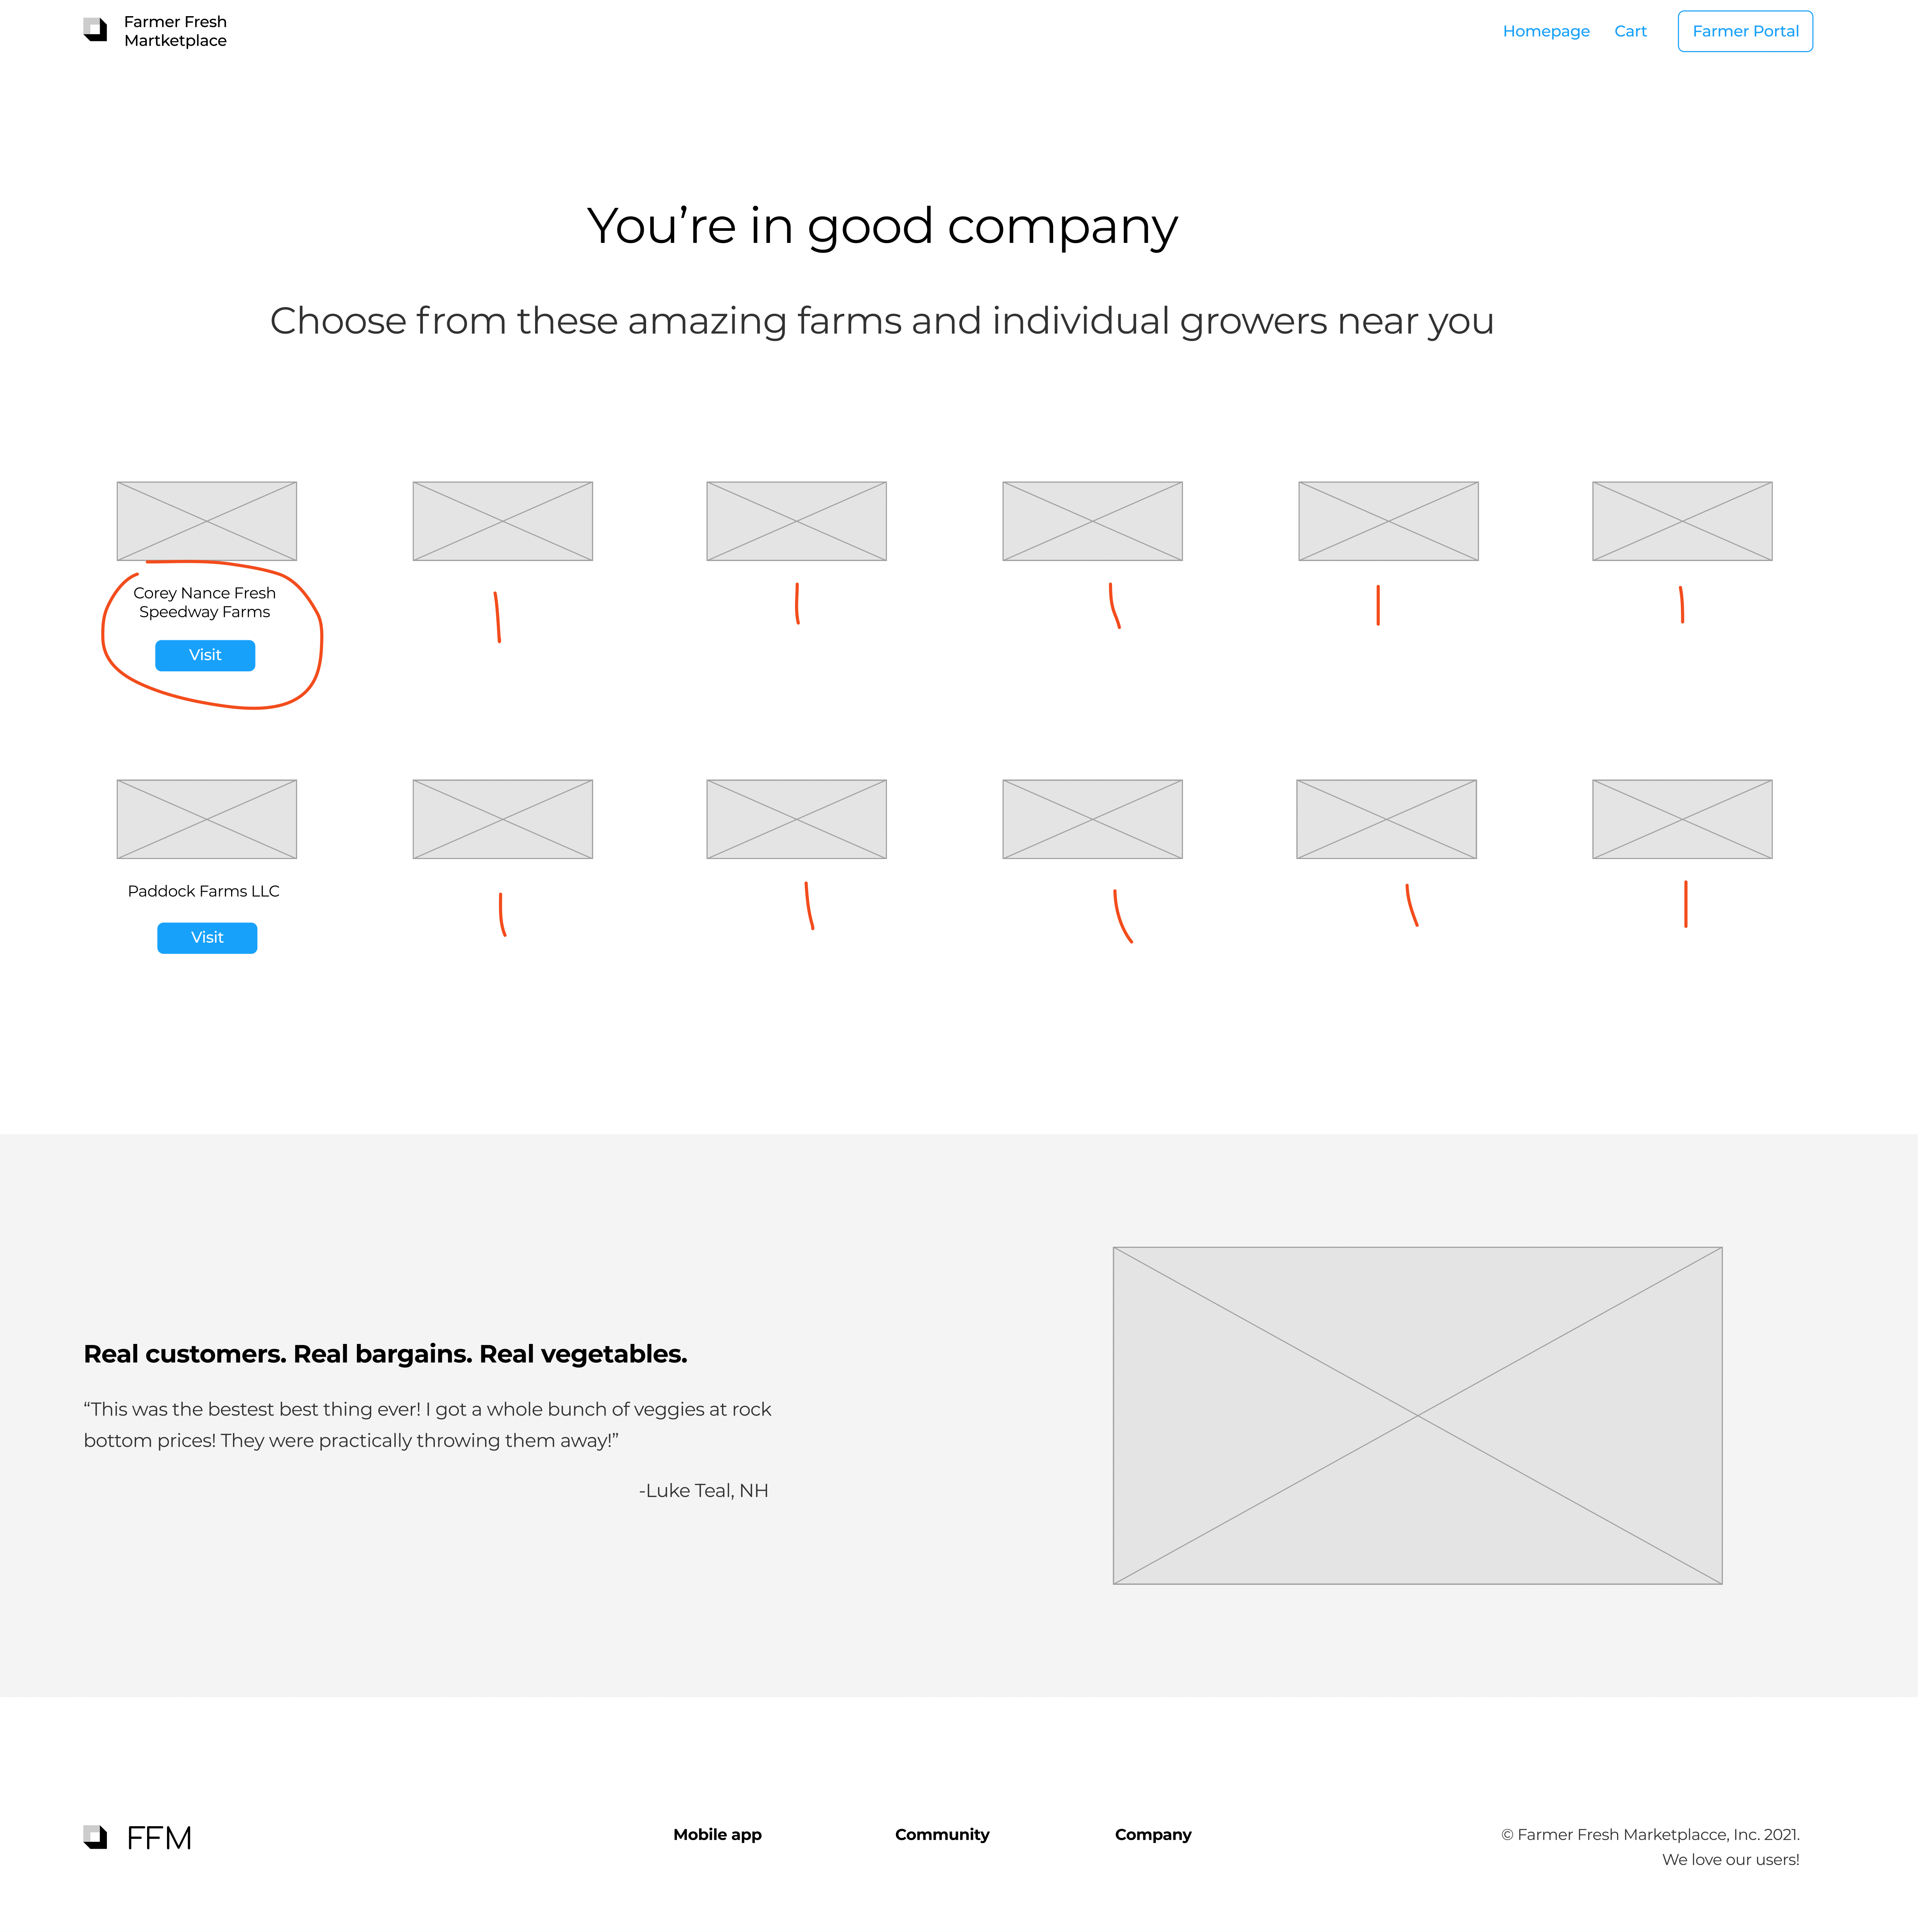 Farmer Fresh
Martketplace
Homepage Cart Farmer Portal
You’re in good company
Choose from these amazing farms and individual growers near you
Corey Nance Fresh
Speedway Farms
Visit
Paddock Farms LLC
Visit
Real customers. Real bargains. Real vegetables.
“This was the bestest best thing ever! I got a whole bunch of veggies at rock
bottom prices! They were practically throwing them away!”
-Luke Teal, NH
FFM
Mobile app Community Company
© Farmer Fresh Marketplacce, Inc. 2021.
We love our users!